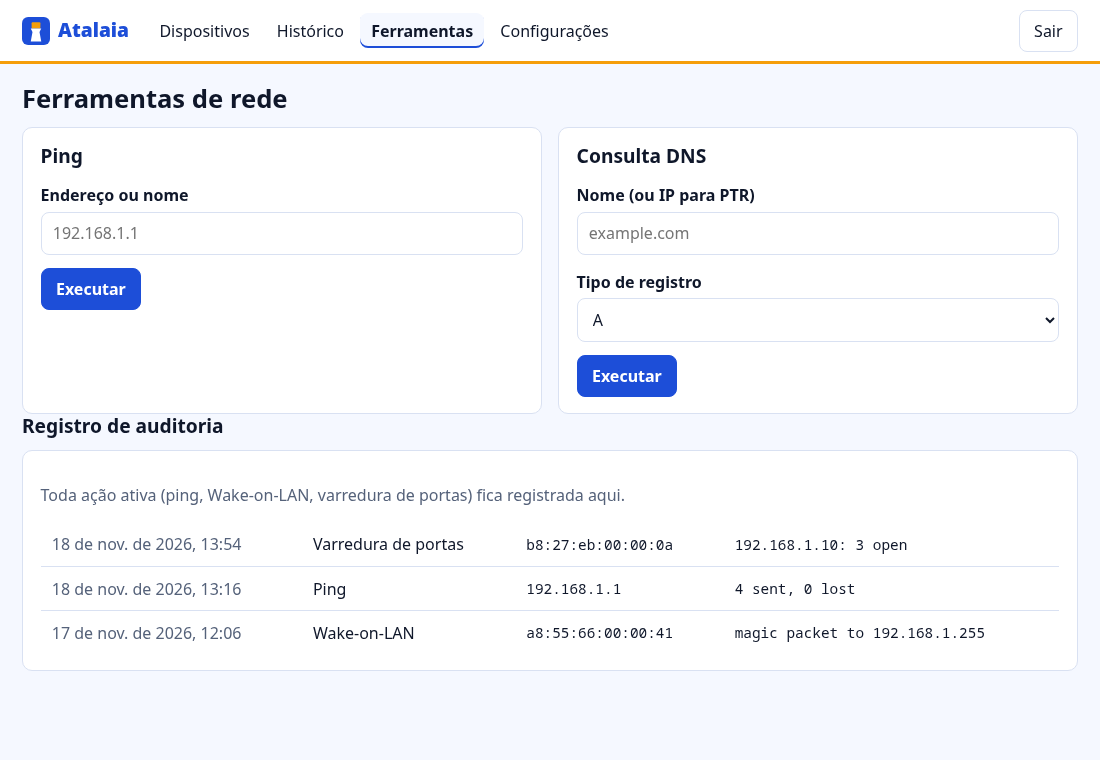 Atalaia Dispositivos Histórico Ferramentas Configurações Sair
Ferramentas de rede
Ping
Endereço ou nome
192.168.1.1
Executar
Consulta DNS
Nome (ou IP para PTR)
example.com
Tipo de registro
A
Executar
Registro de auditoria
Toda ação ativa (ping, Wake-on-LAN, varredura de portas) fica registrada aqui.
18 de nov. de 2026, 13:54 Varredura de portas b8:27:eb:00:00:0a 192.168.1.10: 3 open
18 de nov. de 2026, 13:16 Ping 192.168.1.1 4 sent, 0 lost
17 de nov. de 2026, 12:06 Wake-on-LAN a8:55:66:00:00:41 magic packet to 192.168.1.255